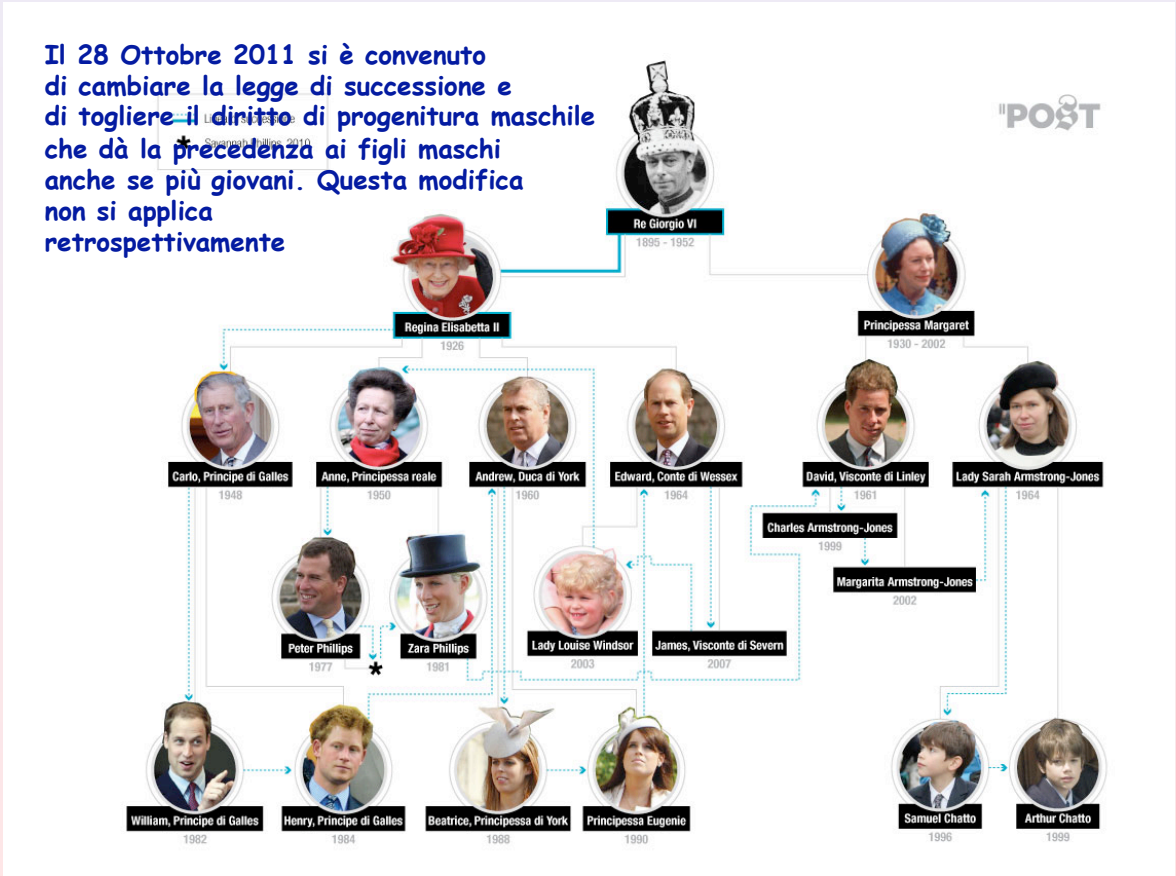 Il 28 Ottobre 2011 si è convenuto
di cambiare la legge di successione e
di togliere il diritto di progenitura maschile
che dà la precedenza ai figli maschi
anche se più giovani. Questa modifica
non si applica
retrospettivamente
Savannah Phillips, 2010
IL POST
Re Giorgio VI
1895 - 1952
Regina Elisabetta II
1926
Principessa Margaret
1930 - 2002
Carlo, Principe di Galles
1948
Anne, Principessa reale
1950
Andrew, Duca di York
1960
Edward, Conte di Wessex
1964
David, Visconte di Linley
1961
Lady Sarah Armstrong-Jones
1964
Charles Armstrong-Jones
1999
Margarita Armstrong-Jones
2002
Peter Phillips
1977
*
Zara Phillips
1981
Lady Louise Windsor
2003
James, Visconte di Severn
2007
William, Principe di Galles
1982
Henry, Principe di Galles
1984
Beatrice, Principessa di York
1988
Principessa Eugenie
1990
Samuel Chatto
1996
Arthur Chatto
1999